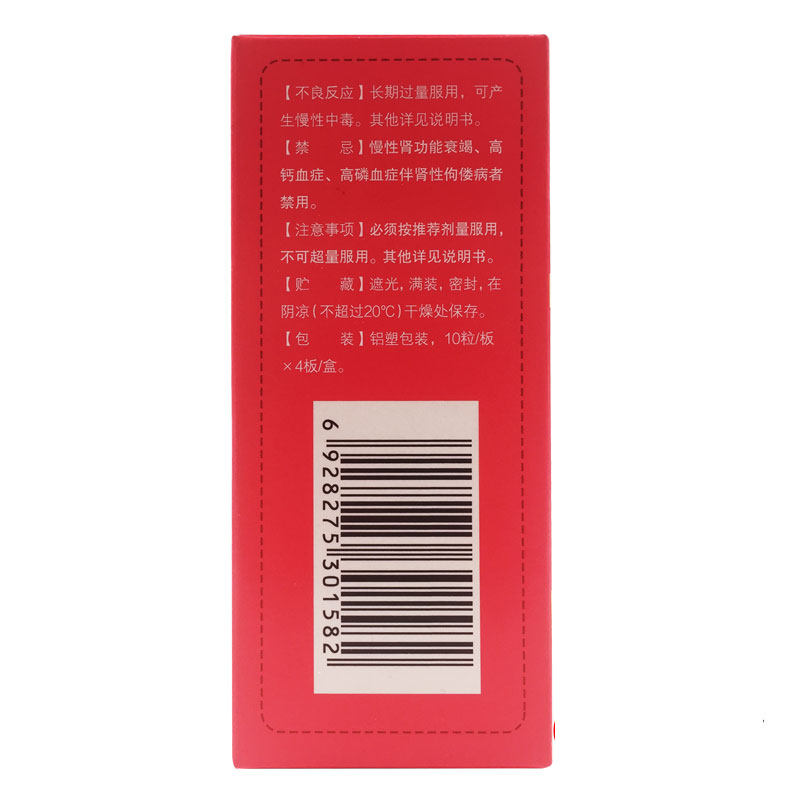 【不良反应】长期过量服用，可产
生慢性中毒。其他详见说明书。
【禁　　忌】慢性肾功能衰竭、高
钙血症、高磷血症伴肾性佝偻病者
禁用。
【注意事项】必须按推荐剂量服用，
不可超量服用。其他详见说明书。
【贮　　藏】遮光，满装，密封，在
阴凉（不超过20℃）干燥处保存。
【包　　装】铝塑包装，10粒/板
×4板/盒。
6 928275 301582